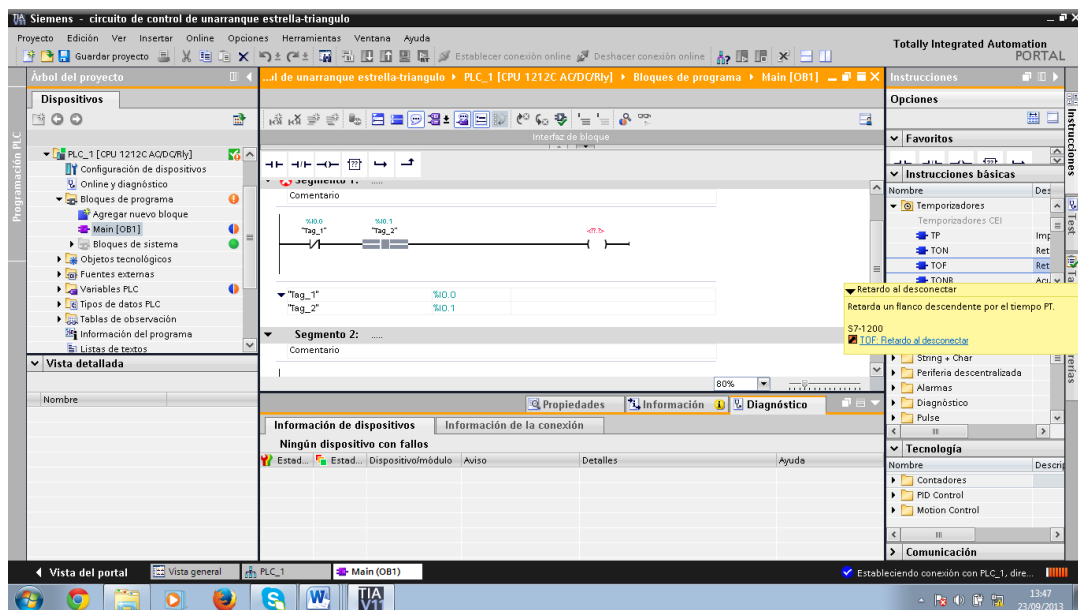 Siemens - circuito de control de unarranque estrella-triangulo
Proyecto Edición Ver Insertar Online Opciones Herramientas Ventana Ayuda
Guardar proyecto
Establecer conexión online
Deshacer conexión online
Totally Integrated Automation
PORTAL
Árbol del proyecto
Dispositivos
Programación PLC
PLC_1 [CPU 1212C AC/DC/Rly]
Configuración de dispositivos
Online y diagnóstico
Bloques de programa
Agregar nuevo bloque
Main [OB1]
Bloques de sistema
Objetos tecnológicos
Fuentes externas
Variables PLC
Tipos de datos PLC
Tablas de observación
Información del programa
Listas de textos
Vista detallada
Nombre
...ol de unarranque estrella-triangulo PLC_1 [CPU 1212C AC/DC/Rly] Bloques de programa Main [OB1]
Interfaz de bloque
Segmento 1: .....
Comentario
%I0.0
"Tag_1"
%I0.1
"Tag_2"
<??.?>
"Tag_1" %I0.0
"Tag_2" %I0.1
Segmento 2: .....
Comentario
80%
Propiedades
Información
Diagnóstico
Información de dispositivos
Información de la conexión
Ningún dispositivo con fallos
Estad... Estad... Dispositivo/módulo Aviso Detalles Ayuda
Instrucciones
Opciones
Favoritos
Instrucciones básicas
Nombre Des
Temporizadores
Temporizadores CEI
TP Imp
TON Ret
TOF Ret
TONR Acu
Retardo al desconectar
Retarda un flanco descendente por el tiempo PT.
S7-1200
TOF: Retardo al desconectar
String + Char
Periferia descentralizada
Alarmas
Diagnóstico
Pulse
Tecnología
Nombre Descrip
Contadores
PID Control
Motion Control
Comunicación
Instrucciones
Test
Vista del portal
Vista general
PLC_1
Main (OB1)
Estableciendo conexión con PLC_1, dire...
TIA
V11
13:47
23/09/2013